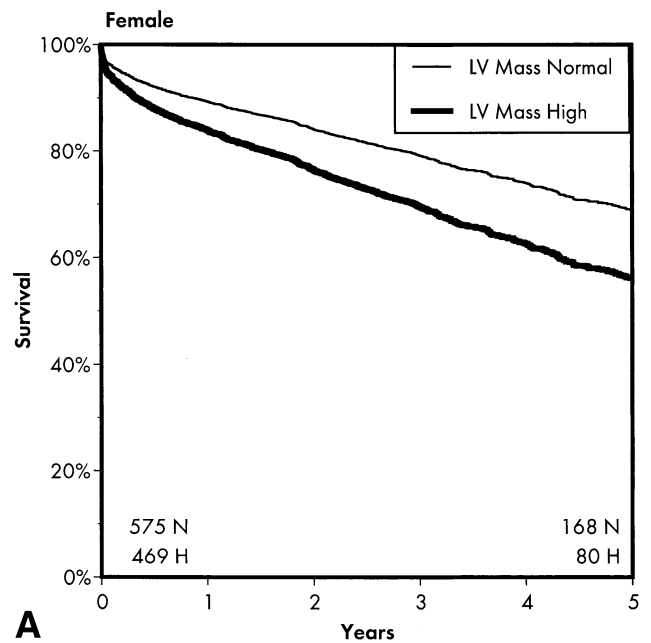 Female
100%
LV Mass Normal
LV Mass High
80%
60%
Survival
40%
20%
575 N
168 N
469 H
80 H
0%
0 1 2 3 4 5
A
Years